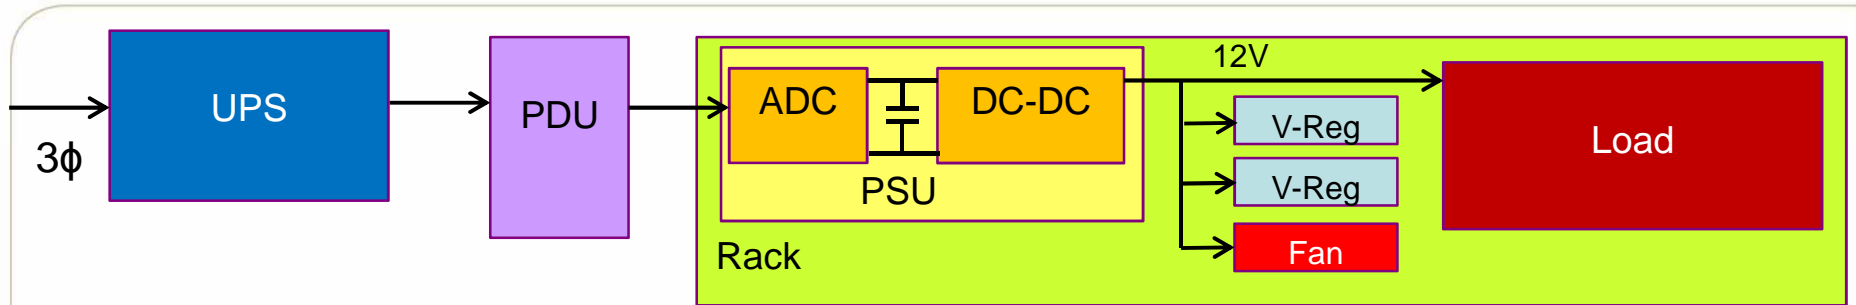 3ϕ
UPS
PDU
ADC
DC-DC
PSU
Rack
12V
V-Reg
V-Reg
Fan
Load